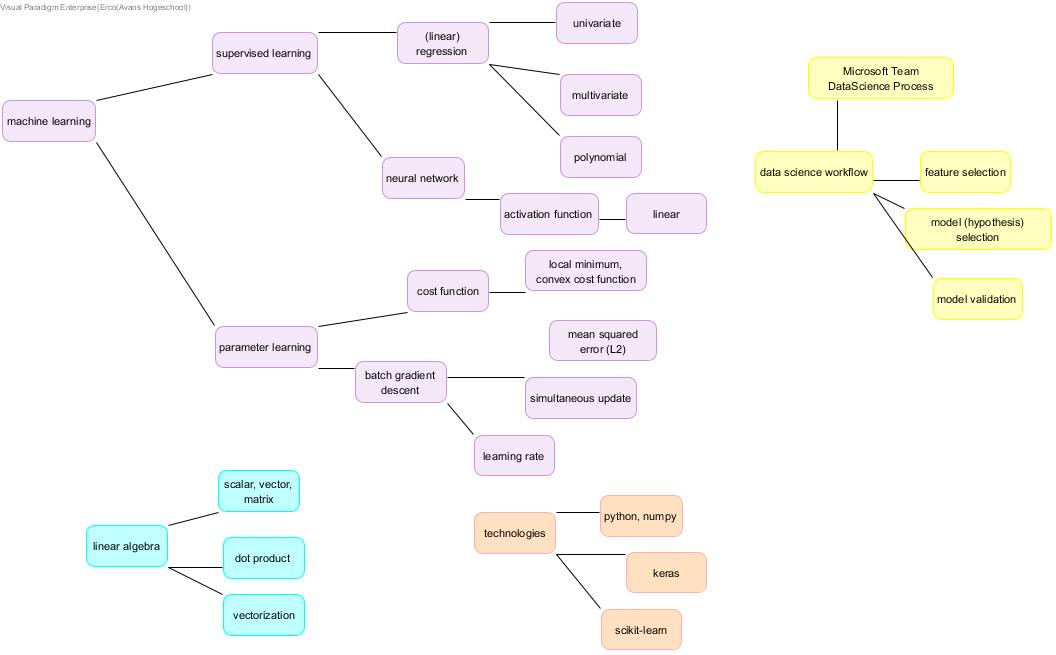 Visual Paradigm Enterprise(Erco(Avans Hogeschool))
machine learning
supervised learning
(linear)
regression
univariate
multivariate
polynomial
neural network
activation function
linear
parameter learning
cost function
local minimum,
convex cost function
mean squared
error (L2)
batch gradient
descent
simultaneous update
learning rate
Microsoft Team
DataScience Process
data science workflow
feature selection
model (hypothesis)
selection
model validation
linear algebra
scalar, vector,
matrix
dot product
vectorization
technologies
python, numpy
keras
scikit-learn